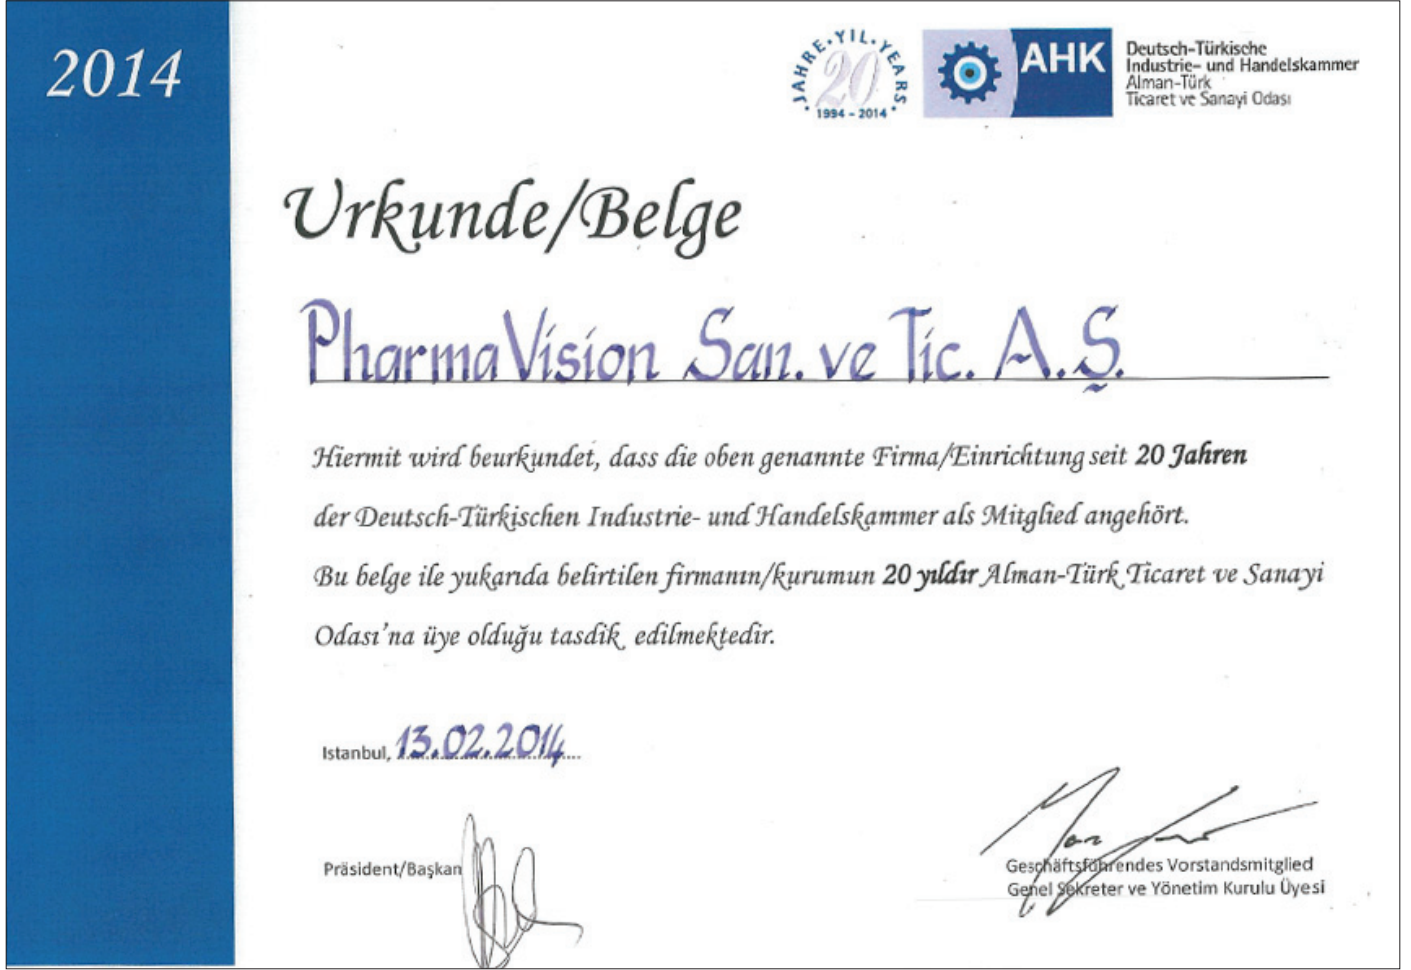 2014
JAHRE • YIL • YEARS
20
1994 - 2014
AHK
Deutsch-Türkische
Industrie- und Handelskammer
Alman-Türk
Ticaret ve Sanayi Odası
Urkunde/Belge
PharmaVision San. ve Tic. A.Ş.
Hiermit wird beurkundet, dass die oben genannte Firma/Einrichtung seit 20 Jahren
der Deutsch-Türkischen Industrie- und Handelskammer als Mitglied angehört.
Bu belge ile yukarıda belirtilen firmanın/kurumun 20 yıldır Alman-Türk Ticaret ve Sanayi
Odası'na üye olduğu tasdik edilmektedir.
Istanbul, 13.02.2014
Präsident/Başkan
Geschäftsführendes Vorstandsmitglied
Genel Sekreter ve Yönetim Kurulu Üyesi